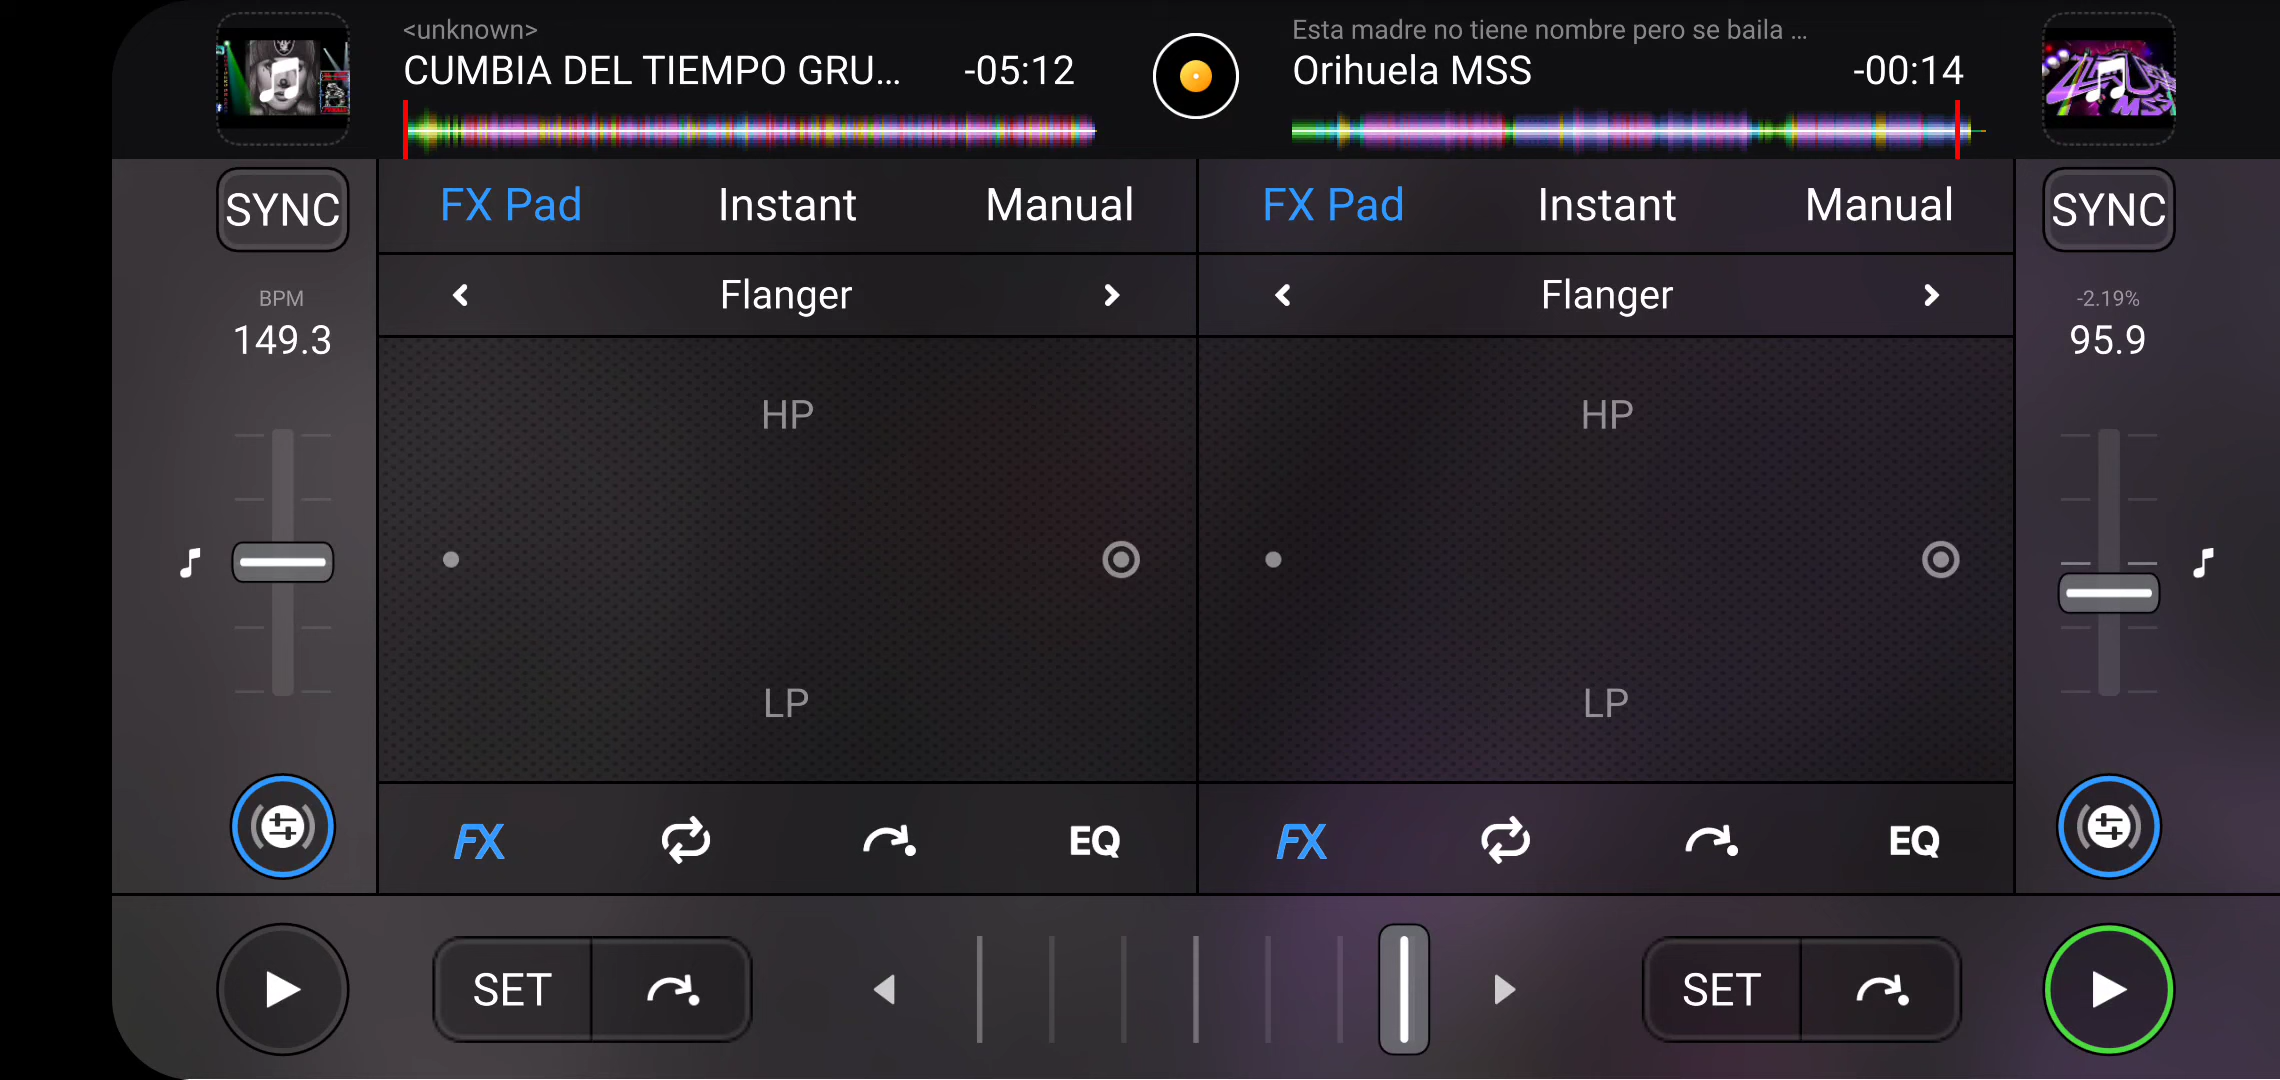 <unknown>
CUMBIA DEL TIEMPO GRU... -05:12
Esta madre no tiene nombre pero se baila ...
Orihuela MSS -00:14
SYNC
FX Pad Instant Manual
FX Pad Instant Manual
SYNC
Flanger
Flanger
BPM
149.3
-2.19%
95.9
HP
HP
LP
LP
FX EQ
FX EQ
SET
SET